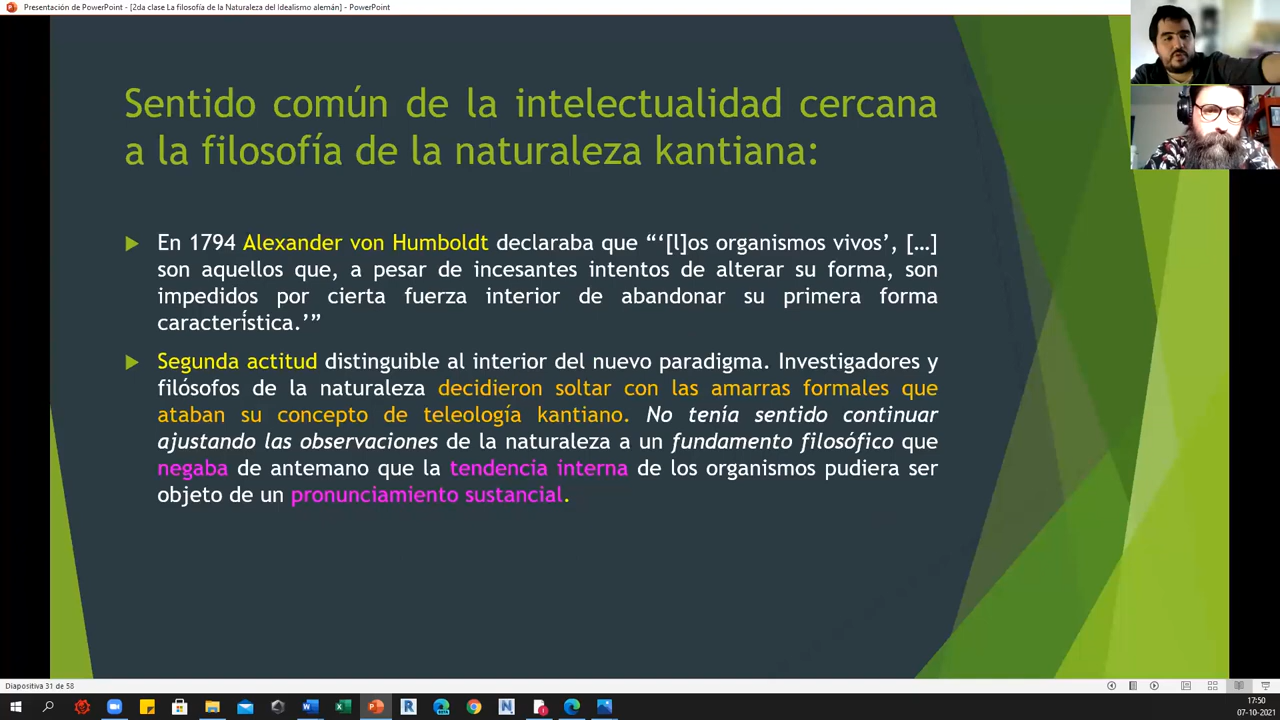 Presentación de PowerPoint - [2da clase La filosofía de la Naturaleza del Idealismo alemán] - PowerPoint
Sentido común de la intelectualidad cercana
a la filosofía de la naturaleza kantiana:
En 1794 Alexander von Humboldt declaraba que “‘[l]os organismos vivos’, […]
son aquellos que, a pesar de incesantes intentos de alterar su forma, son
impedidos por cierta fuerza interior de abandonar su primera forma
característica.’”
Segunda actitud distinguible al interior del nuevo paradigma. Investigadores y
filósofos de la naturaleza decidieron soltar con las amarras formales que
ataban su concepto de teleología kantiano. No tenía sentido continuar
ajustando las observaciones de la naturaleza a un fundamento filosófico que
negaba de antemano que la tendencia interna de los organismos pudiera ser
objeto de un pronunciamiento sustancial.
Diapositiva 31 de 58
17:50
07-10-2021